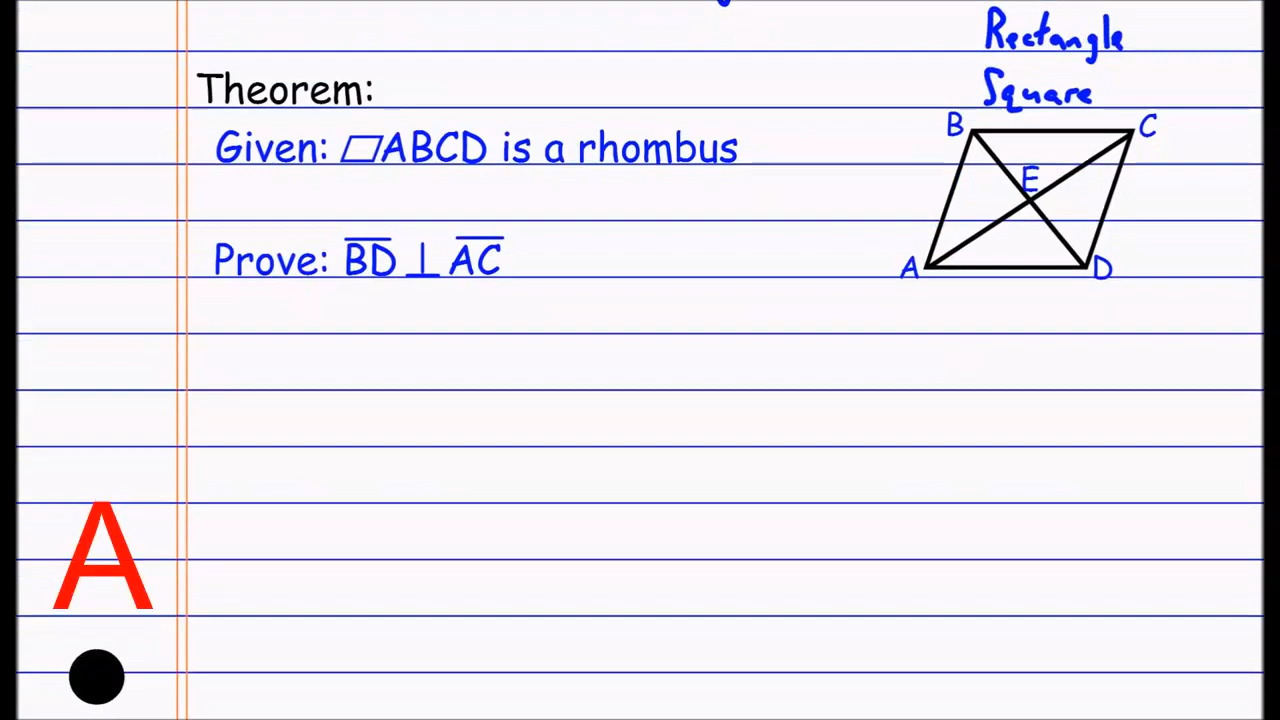 Rectangle
Square
Theorem:
Given: ▱ABCD is a rhombus
Prove: B̅D̅ ⊥ A̅C̅
B
C
E
A
D
A